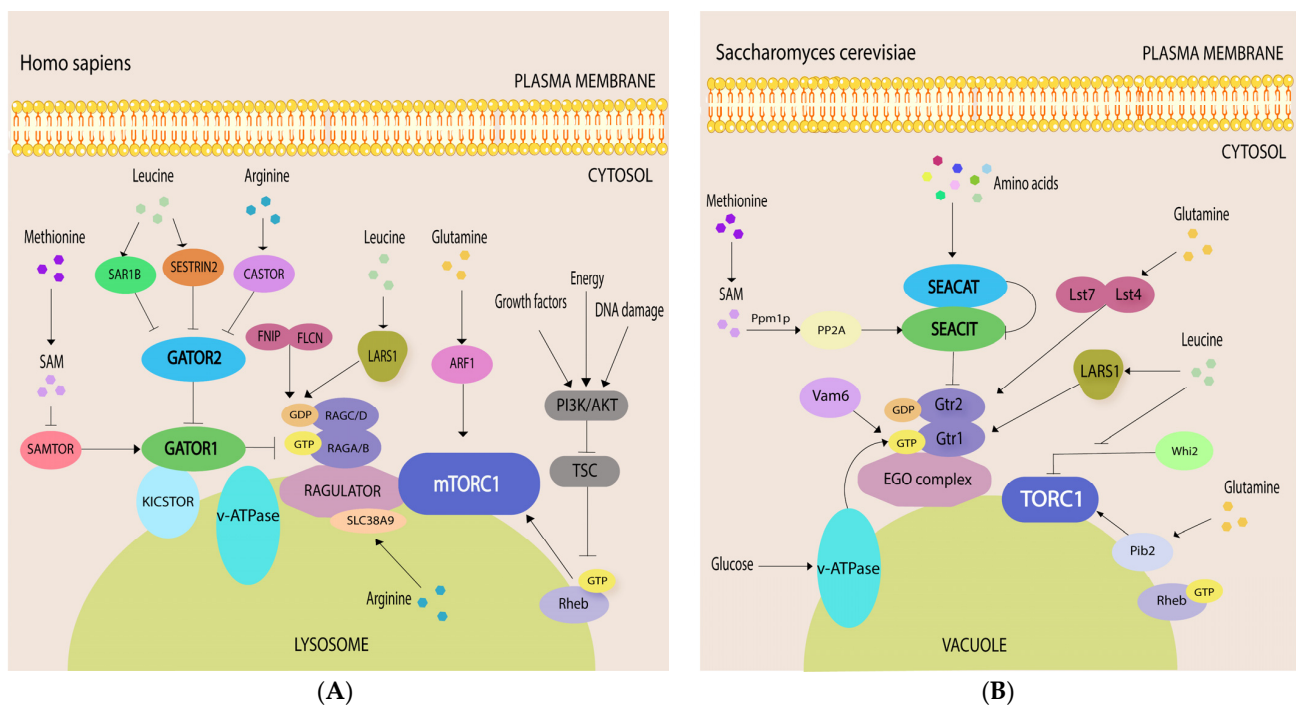 Homo sapiens
PLASMA MEMBRANE
CYTOSOL
Leucine
Arginine
Methionine
Leucine
Glutamine
SAR1B
SESTRIN2
CASTOR
Energy
Growth factors
DNA damage
FNIP
FLCN
LARS1
SAM
GATOR2
ARF1
GDP
RAGC/D
PI3K/AKT
GTP
RAGA/B
SAMTOR
GATOR1
TSC
KICSTOR
v-ATPase
RAGULATOR
mTORC1
SLC38A9
GTP
Rheb
Arginine
LYSOSOME
(A)
Saccharomyces cerevisiae
PLASMA MEMBRANE
CYTOSOL
Amino acids
Methionine
Glutamine
SAM
Ppm1p
PP2A
SEACAT
SEACIT
Lst7
Lst4
Leucine
LARS1
Vam6
GDP
Gtr2
GTP
Gtr1
Whi2
EGO complex
TORC1
Glutamine
Pib2
Glucose
v-ATPase
Rheb
GTP
VACUOLE
(B)